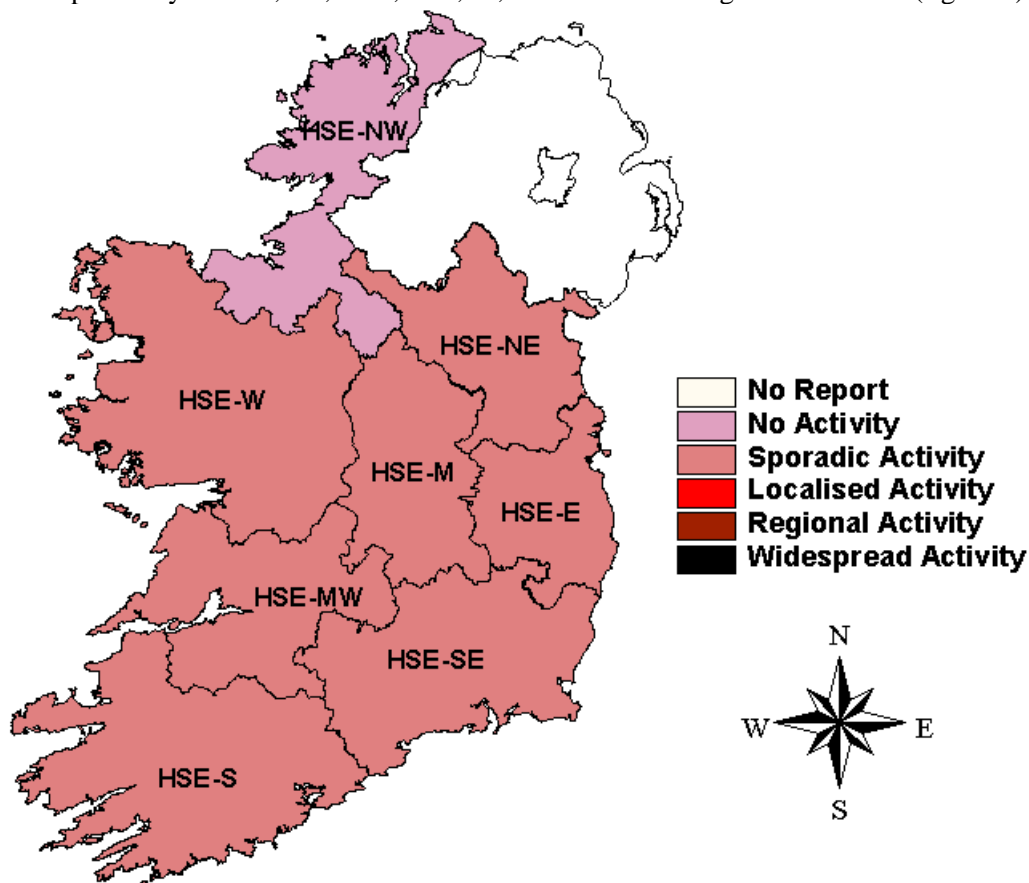 HSE-NW
HSE-NE
HSE-W
HSE-M
HSE-E
HSE-MW
HSE-SE
HSE-S
No Report
No Activity
Sporadic Activity
Localised Activity
Regional Activity
Widespread Activity
N
W E
S